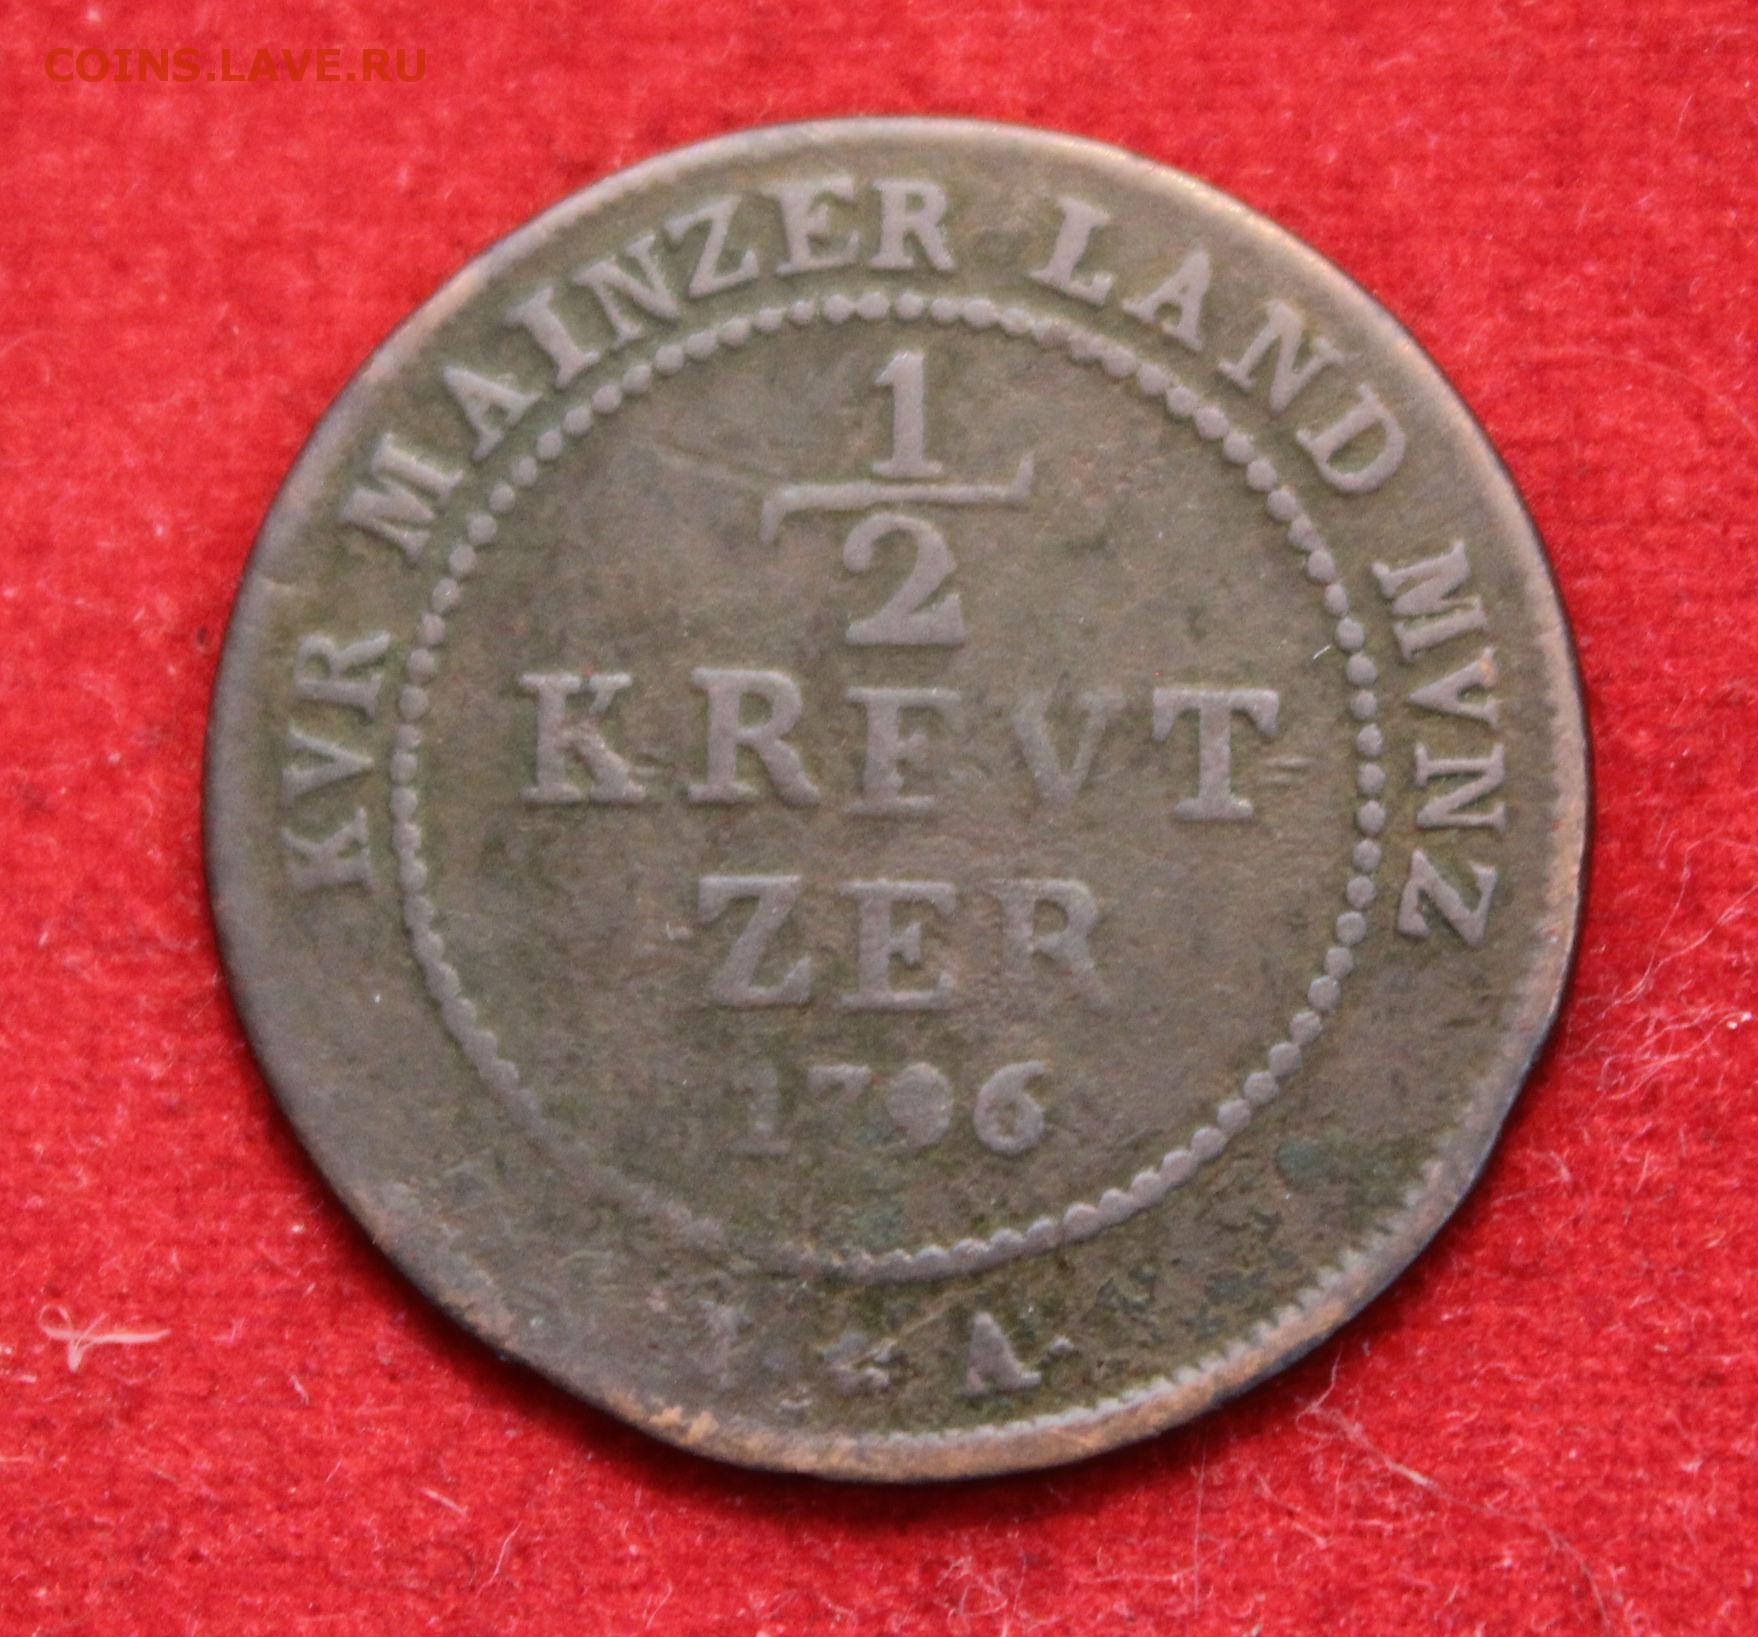 COINS.LAVE.RU
KVR MAINZER LAND MVNZ
1/2
KREVT
ZER
1796
A